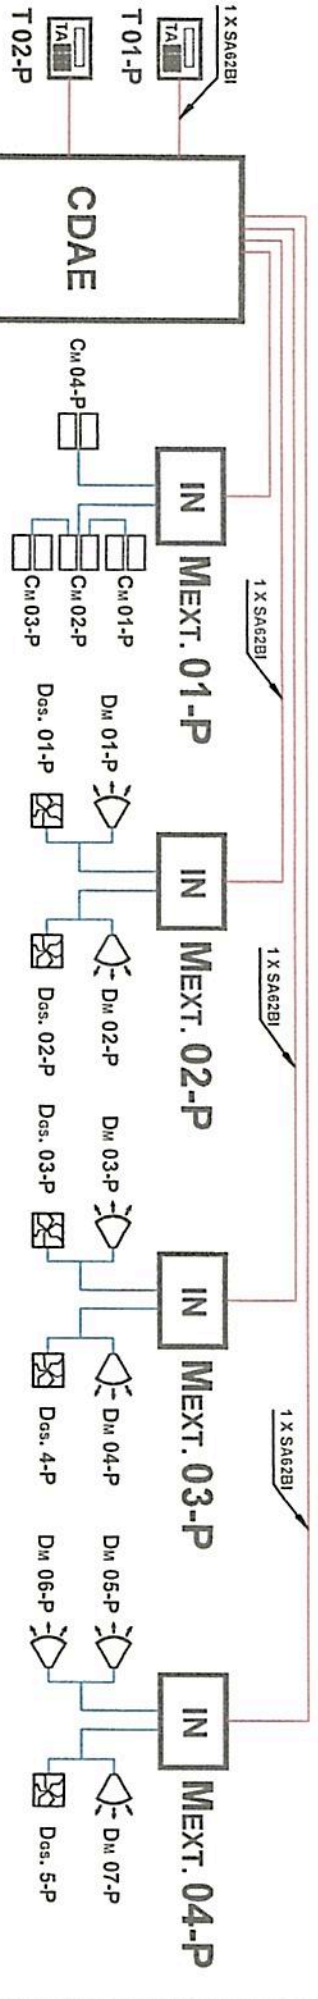 1 X SA62BI
TA
T 01-P
TA
T 02-P
CDAE
IN
MEXT. 01-P
CM 04-P
CM 01-P
CM 02-P
CM 03-P
1 X SA62BI
IN
MEXT. 02-P
DM 01-P
DGS. 01-P
DM 02-P
DGS. 02-P
1 X SA62BI
IN
MEXT. 03-P
DM 03-P
DGS. 03-P
DM 04-P
DGS. 4-P
1 X SA62BI
IN
MEXT. 04-P
DM 05-P
DM 06-P
DM 07-P
DGS. 5-P